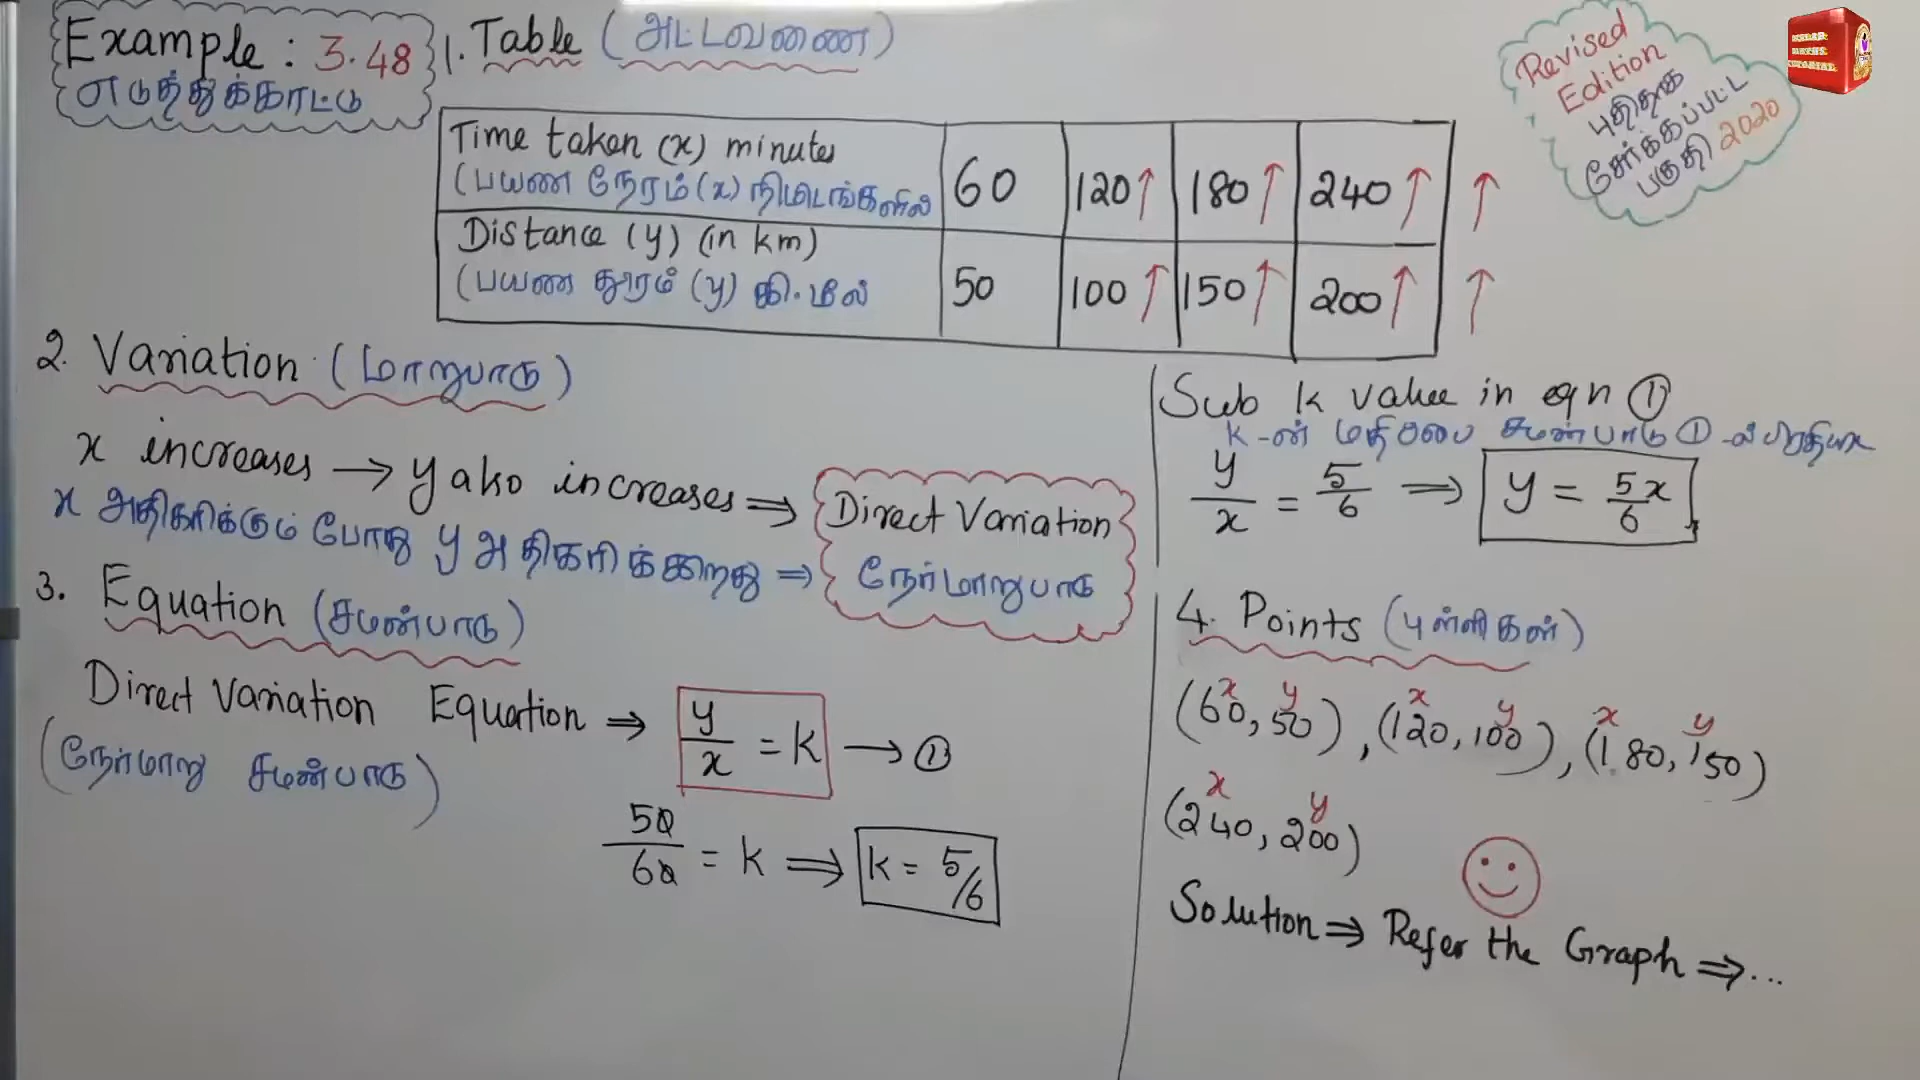 Example : 3.48
எடுத்துக்காட்டு
1. Table (அட்டவணை)
Revised
Edition
புதிதாக
சேர்க்கப்பட்ட
பகுதி 2020
Time taken (x) minutes
(பயண நேரம் (x) நிமிடங்களில்
60 120↑ 180↑ 240↑ ↑
Distance (y) (in km)
(பயண தூரம் (y) கி.மீல்
50 100↑ 150↑ 200↑ ↑
2. Variation (மாறுபாடு)
x increases → y also increases ⇒ Direct Variation
x அதிகரிக்கும் போது y அதிகரிக்கிறது ⇒ நேர்மாறுபாடு
3. Equation (சமன்பாடு)
Direct Variation Equation ⇒ y/x = k → ①
(நேர்மாறு சமன்பாடு)
50/60 = k ⇒ k = 5/6
Sub k value in eqn ①
k-ன் மதிப்பை சமன்பாடு ①-ல் பிரதியிட
y/x = 5/6 ⇒ y = 5x/6
4. Points (புள்ளிகள்)
x y x y x y
(60, 50), (120, 100), (180, 150)
x y
(240, 200)
Solution ⇒ Refer the Graph ⇒ ...